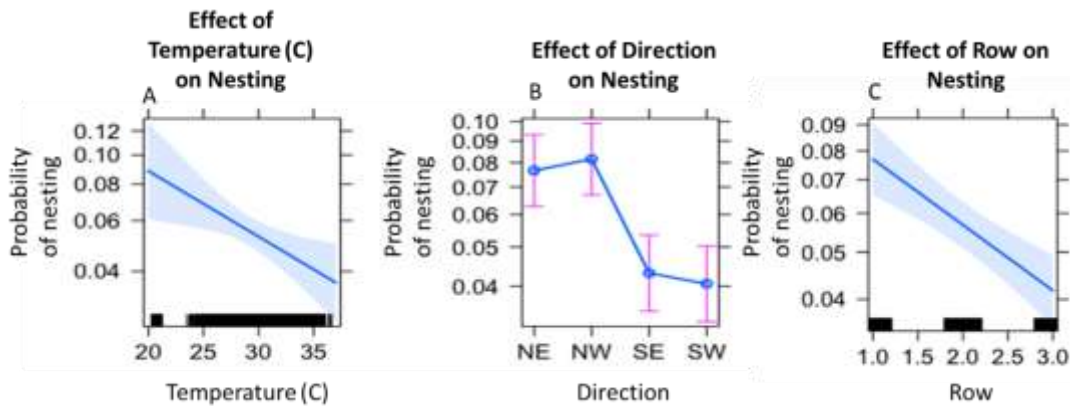 Effect of
Temperature (C)
on Nesting
A
Probability
of nesting
0.12
0.10
0.08
0.06
0.04
20 25 30 35
Temperature (C)
Effect of Direction
on Nesting
B
Probability
of nesting
0.10
0.09
0.08
0.07
0.06
0.05
0.04
NE NW SE SW
Direction
Effect of Row on
Nesting
C
Probability
of nesting
0.09
0.08
0.07
0.06
0.05
0.04
1.0 1.5 2.0 2.5 3.0
Row